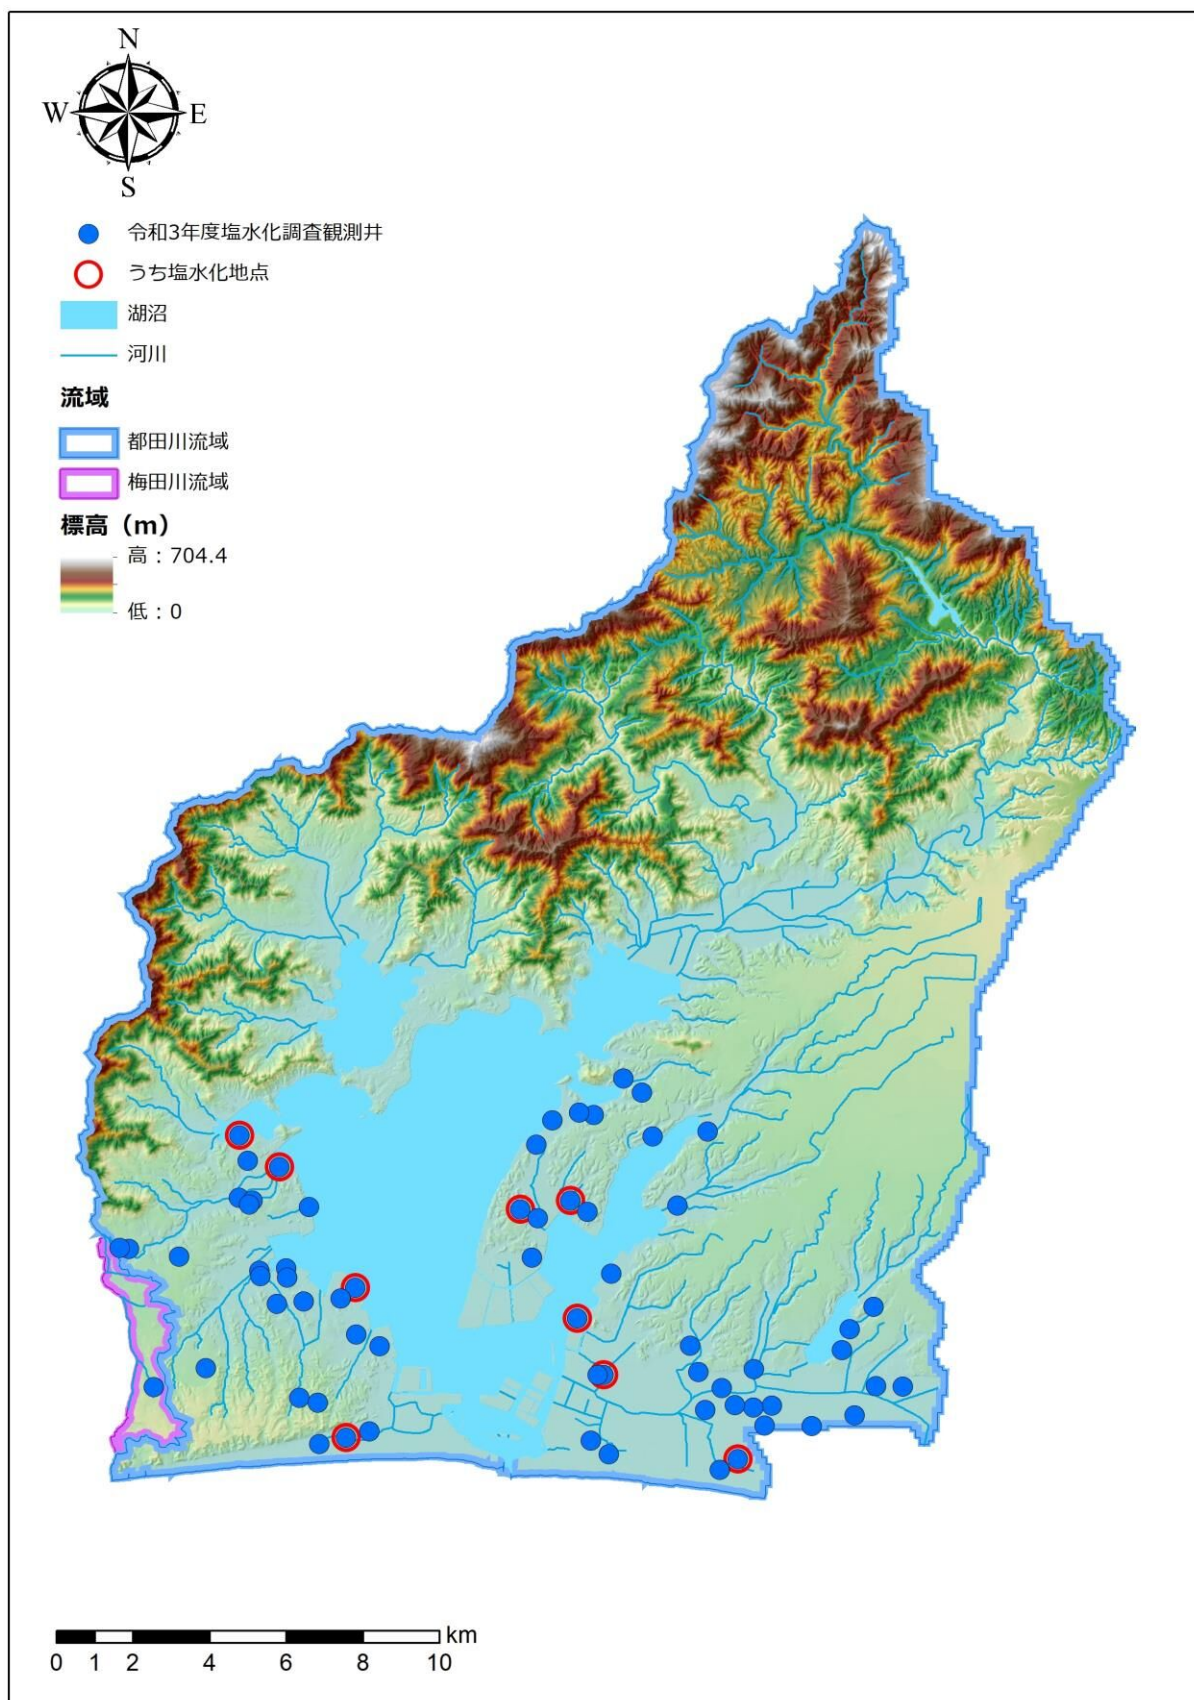 N
W
E
S
令和3年度塩水化調査観測井
うち塩水化地点
湖沼
河川
流域
都田川流域
梅田川流域
標高（m）
高：704.4
低：0
km
0 1 2 4 6 8 10